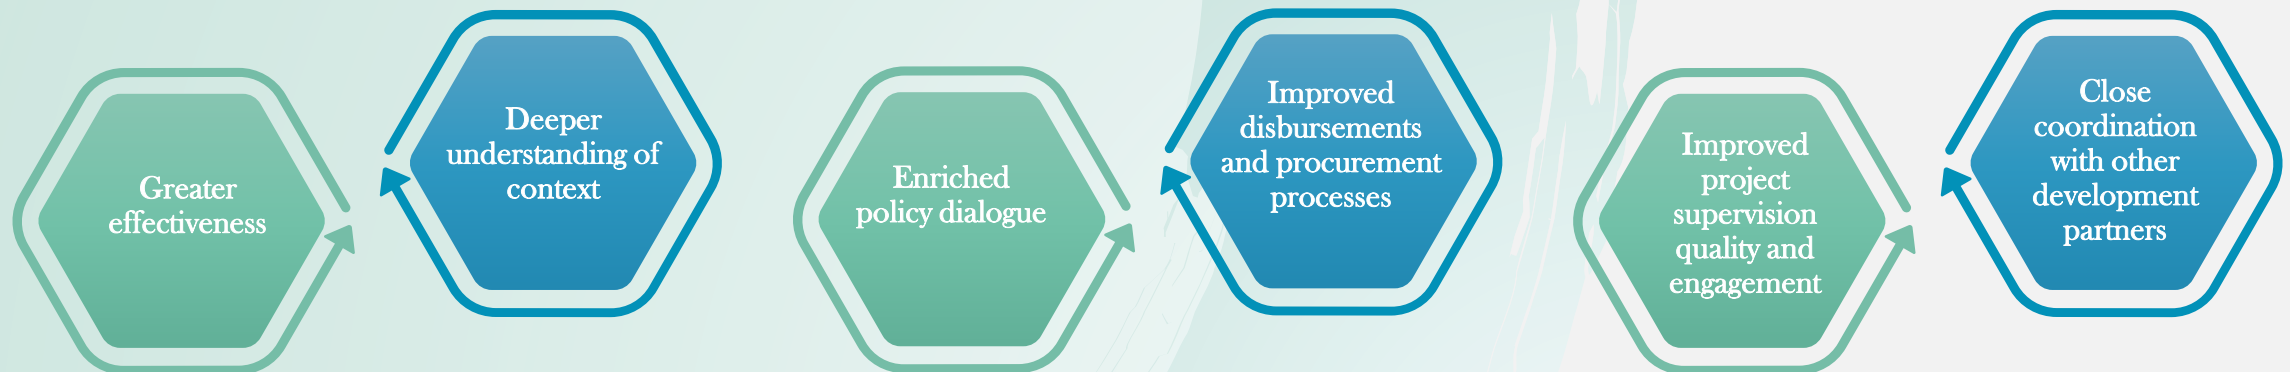 Greater
effectiveness
Deeper
understanding of
context
Enriched
policy dialogue
Improved
disbursements
and procurement
processes
Improved
project
supervision
quality and
engagement
Close
coordination
with other
development
partners